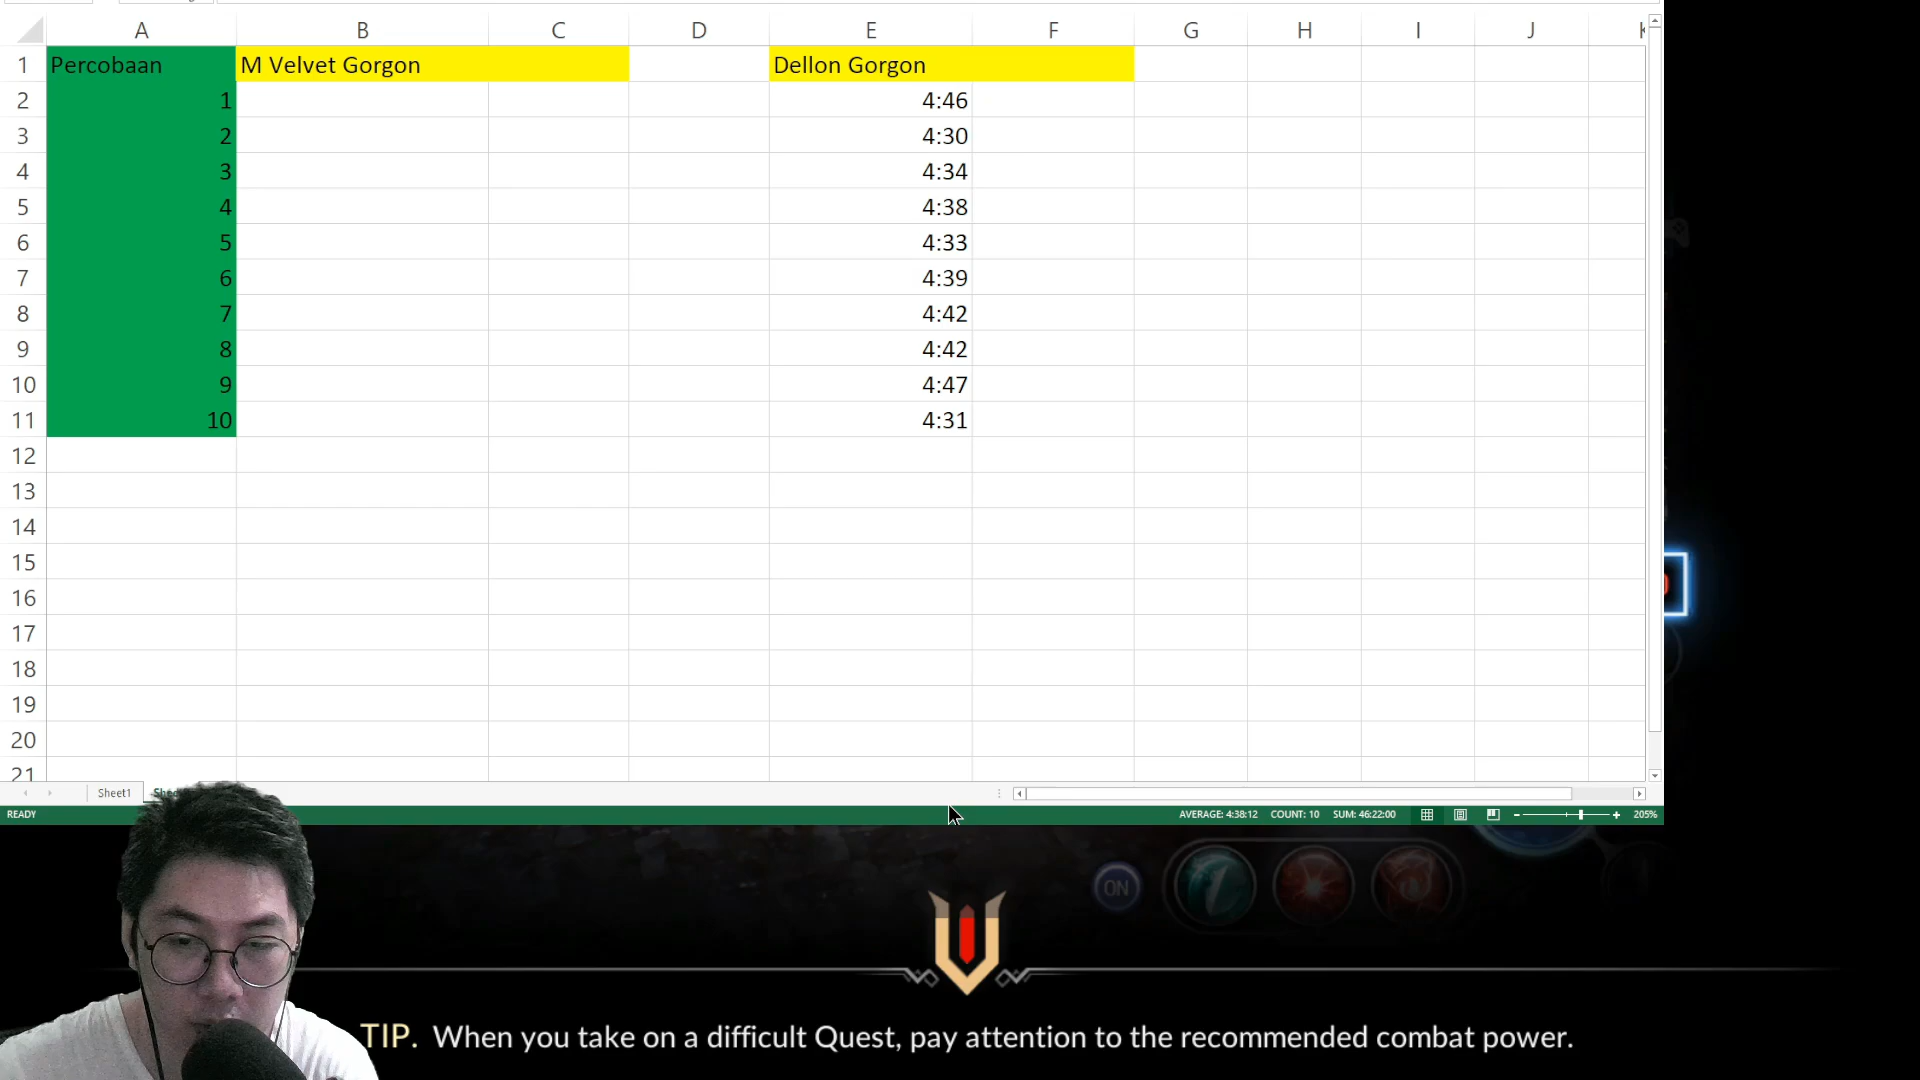 A B C D E F G H I J
1 Percobaan M Velvet Gorgon Dellon Gorgon
2 1 4:46
3 2 4:30
4 3 4:34
5 4 4:38
6 5 4:33
7 6 4:39
8 7 4:42
9 8 4:42
10 9 4:47
11 10 4:31
12
13
14
15
16
17
18
19
20
21
Sheet1
READY AVERAGE: 4:38:12 COUNT: 10 SUM: 46:22:00 205%
ON
TIP. When you take on a difficult Quest, pay attention to the recommended combat power.